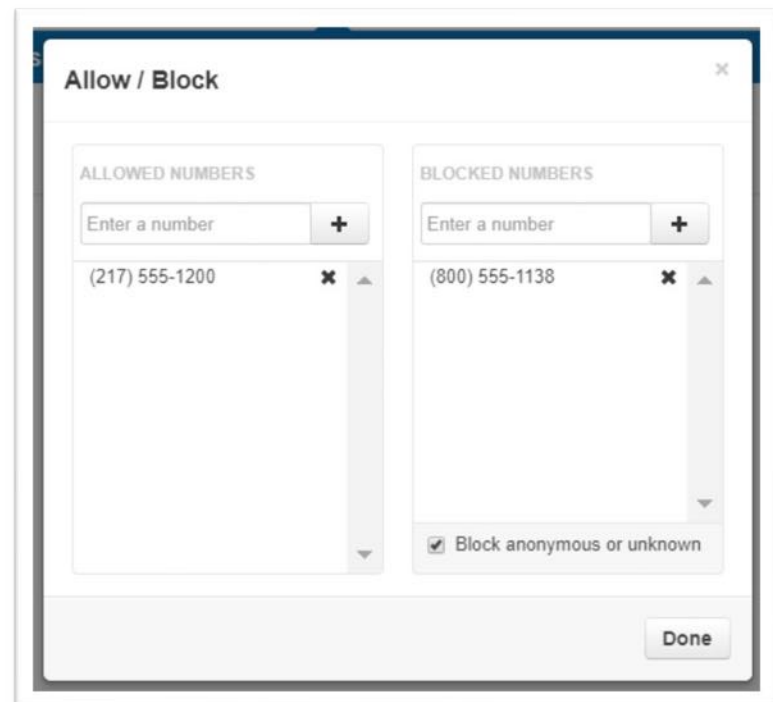 s
Allow / Block
×
ALLOWED NUMBERS
Enter a number +
(217) 555-1200 ✖
BLOCKED NUMBERS
Enter a number +
(800) 555-1138 ✖
Block anonymous or unknown
Done